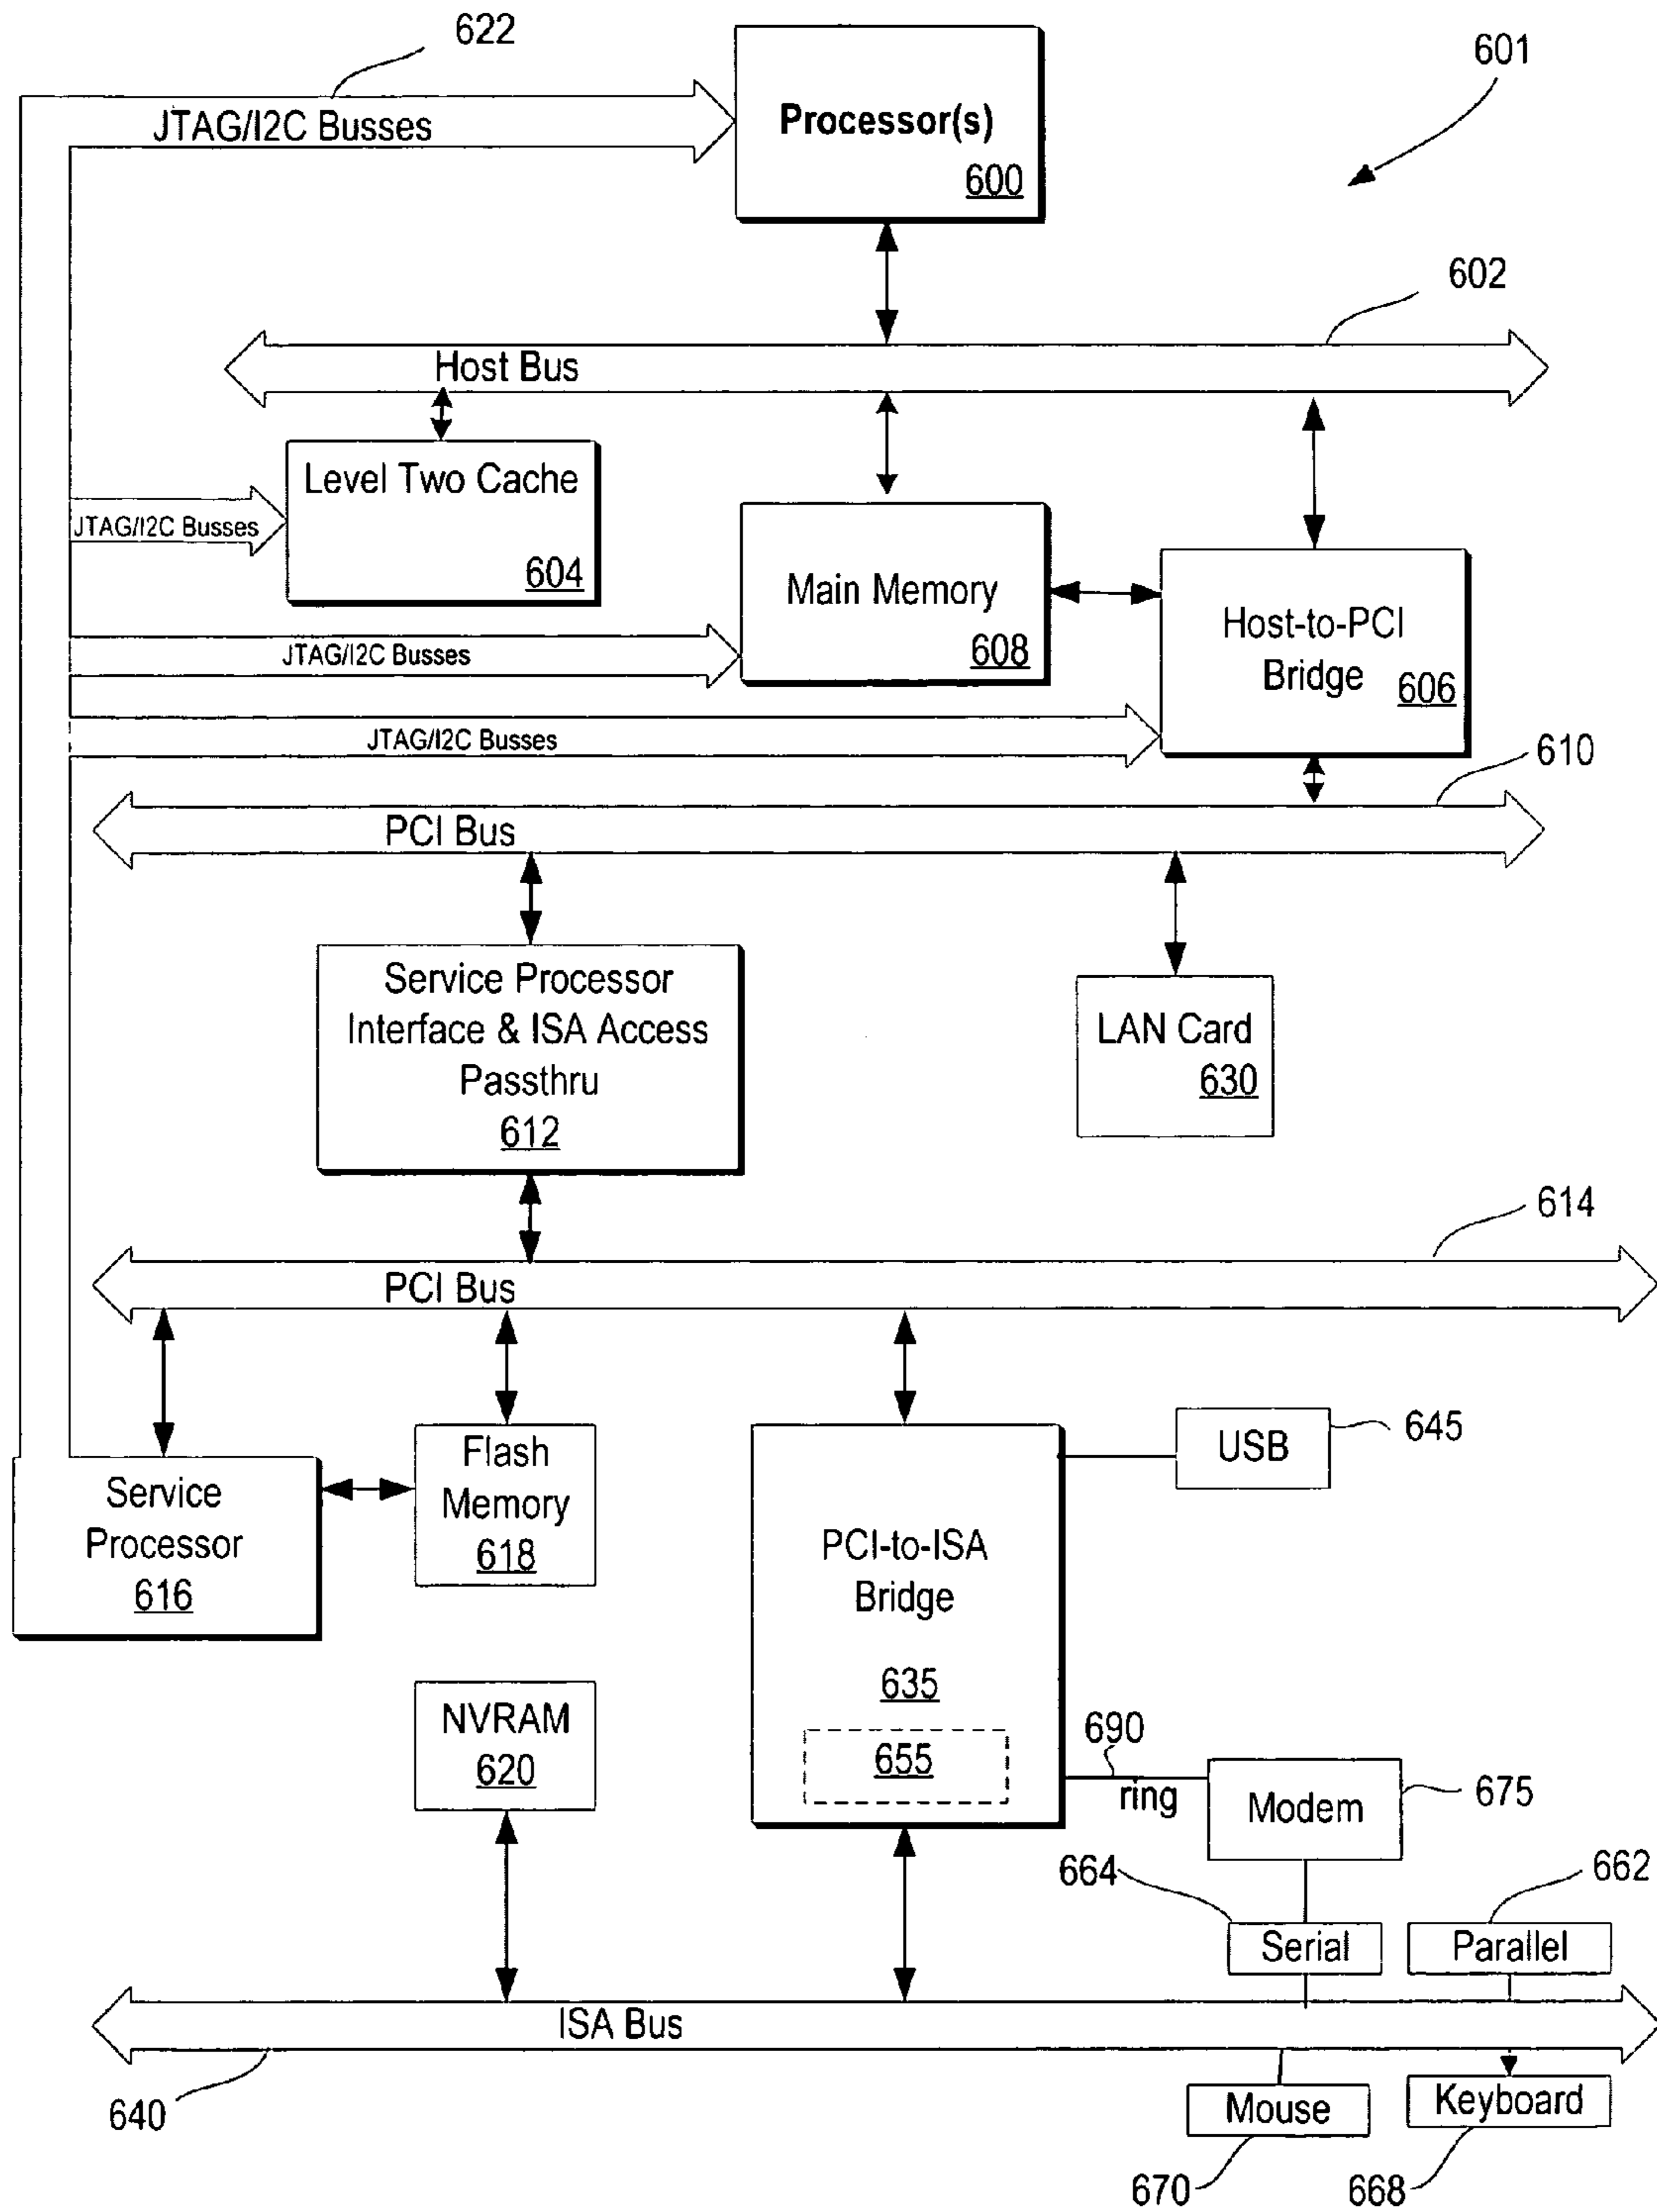 622
601
JTAG/I2C Busses
Processor(s)
600
602
Host Bus
Level Two Cache
604
JTAG/I2C Busses
Main Memory
608
Host-to-PCI
Bridge
606
JTAG/I2C Busses
JTAG/I2C Busses
610
PCI Bus
Service Processor
Interface & ISA Access
Passthru
612
LAN Card
630
614
PCI Bus
Service
Processor
616
Flash
Memory
618
USB
645
PCI-to-ISA
Bridge
635
655
NVRAM
620
690
ring
Modem
675
664
662
Serial
Parallel
ISA Bus
640
Mouse
Keyboard
670
668